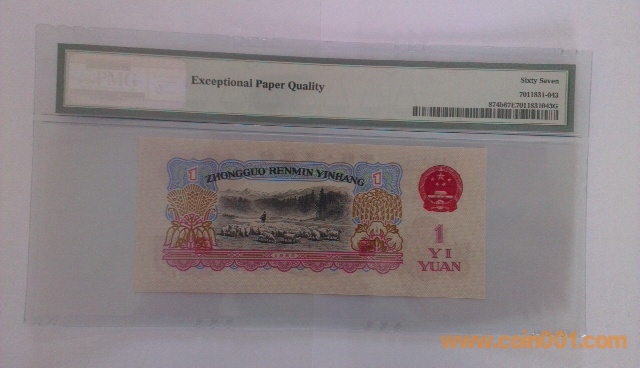 PMG
Exceptional Paper Quality
Sixty Seven
7011831-043
ZHONGGUO RENMIN YINHANG
1
1
1
YI
YUAN
www.coin001.com